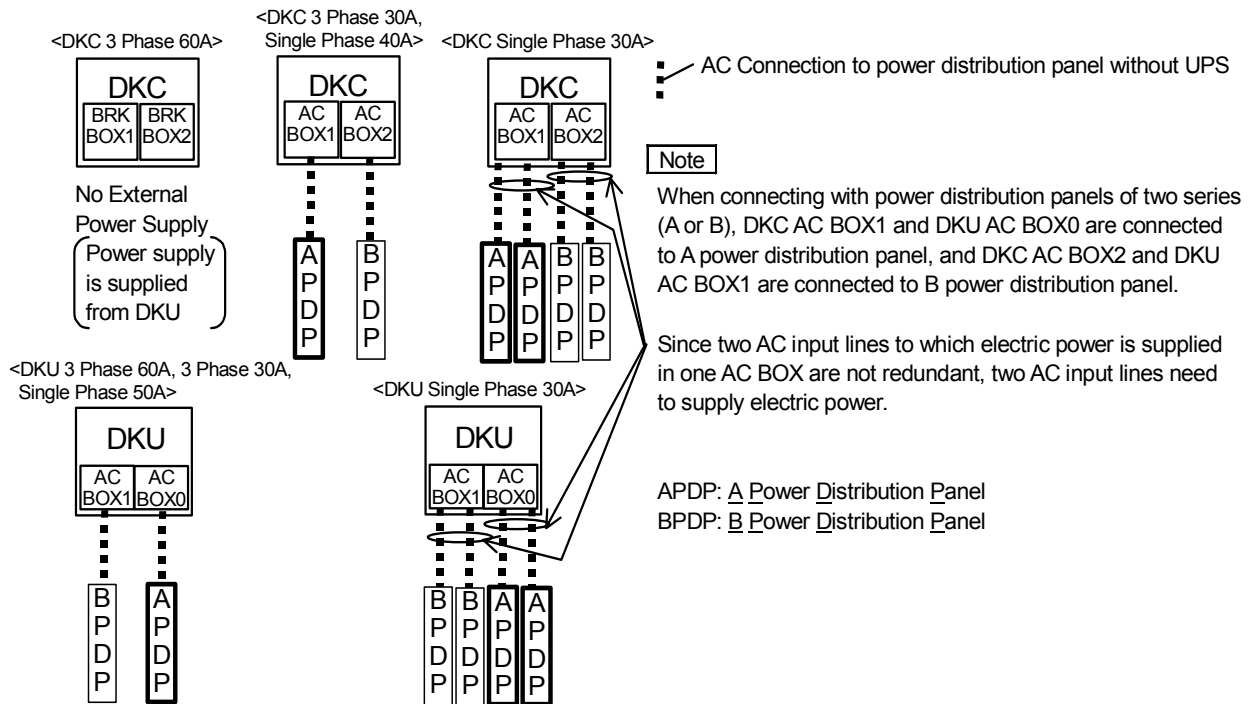 <DKC 3 Phase 60A>
DKC
BRK BOX1
BRK BOX2
No External
Power Supply
Power supply
is supplied
from DKU
<DKC 3 Phase 30A,
Single Phase 40A>
DKC
AC BOX1
AC BOX2
APDP
BPDP
<DKC Single Phase 30A>
DKC
AC BOX1
AC BOX2
APDP
APDP
BPDP
BPDP
AC Connection to power distribution panel without UPS
Note
When connecting with power distribution panels of two series
(A or B), DKC AC BOX1 and DKU AC BOX0 are connected
to A power distribution panel, and DKC AC BOX2 and DKU
AC BOX1 are connected to B power distribution panel.
Since two AC input lines to which electric power is supplied
in one AC BOX are not redundant, two AC input lines need
to supply electric power.
<DKU 3 Phase 60A, 3 Phase 30A,
Single Phase 50A>
DKU
AC BOX1
AC BOX0
BPDP
APDP
<DKU Single Phase 30A>
DKU
AC BOX1
AC BOX0
BPDP
BPDP
APDP
APDP
APDP: A Power Distribution Panel
BPDP: B Power Distribution Panel